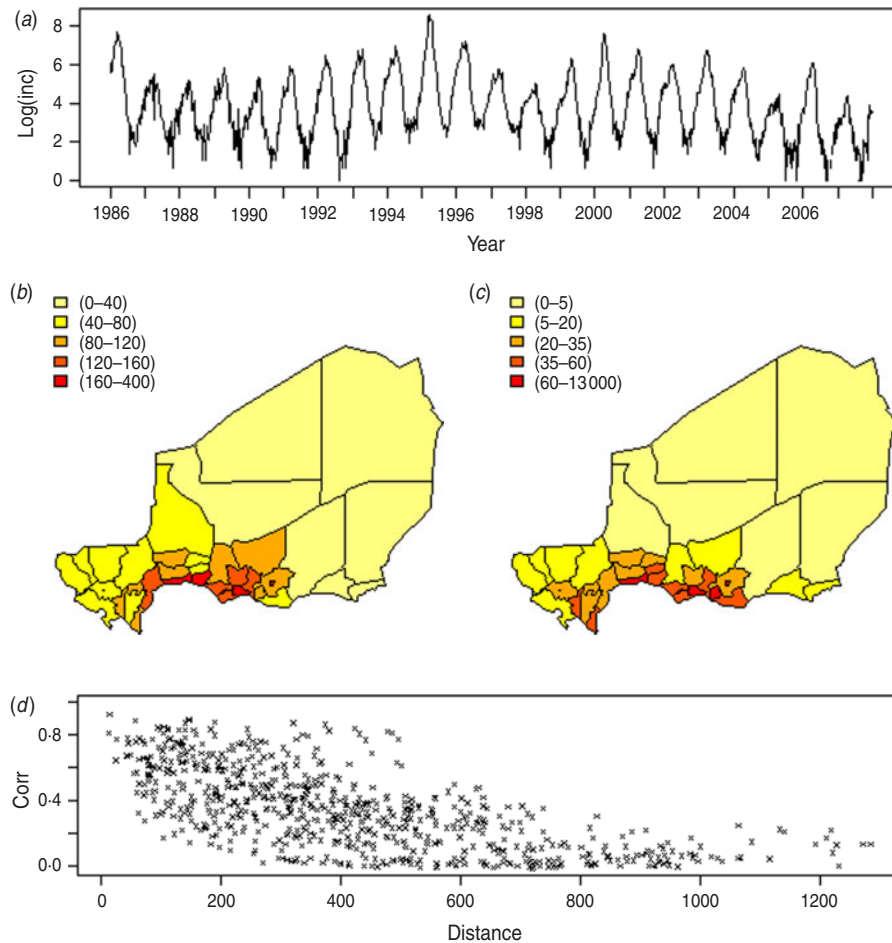 (a)
Log(inc)
8
6
4
2
0
1986 1988 1990 1992 1994 1996 1998 2000 2002 2004 2006
Year
(b)
(0–40)
(40–80)
(80–120)
(120–160)
(160–400)
(c)
(0–5)
(5–20)
(20–35)
(35–60)
(60–13 000)
(d)
Corr
0·8
0·4
0·0
0 200 400 600 800 1000 1200
Distance